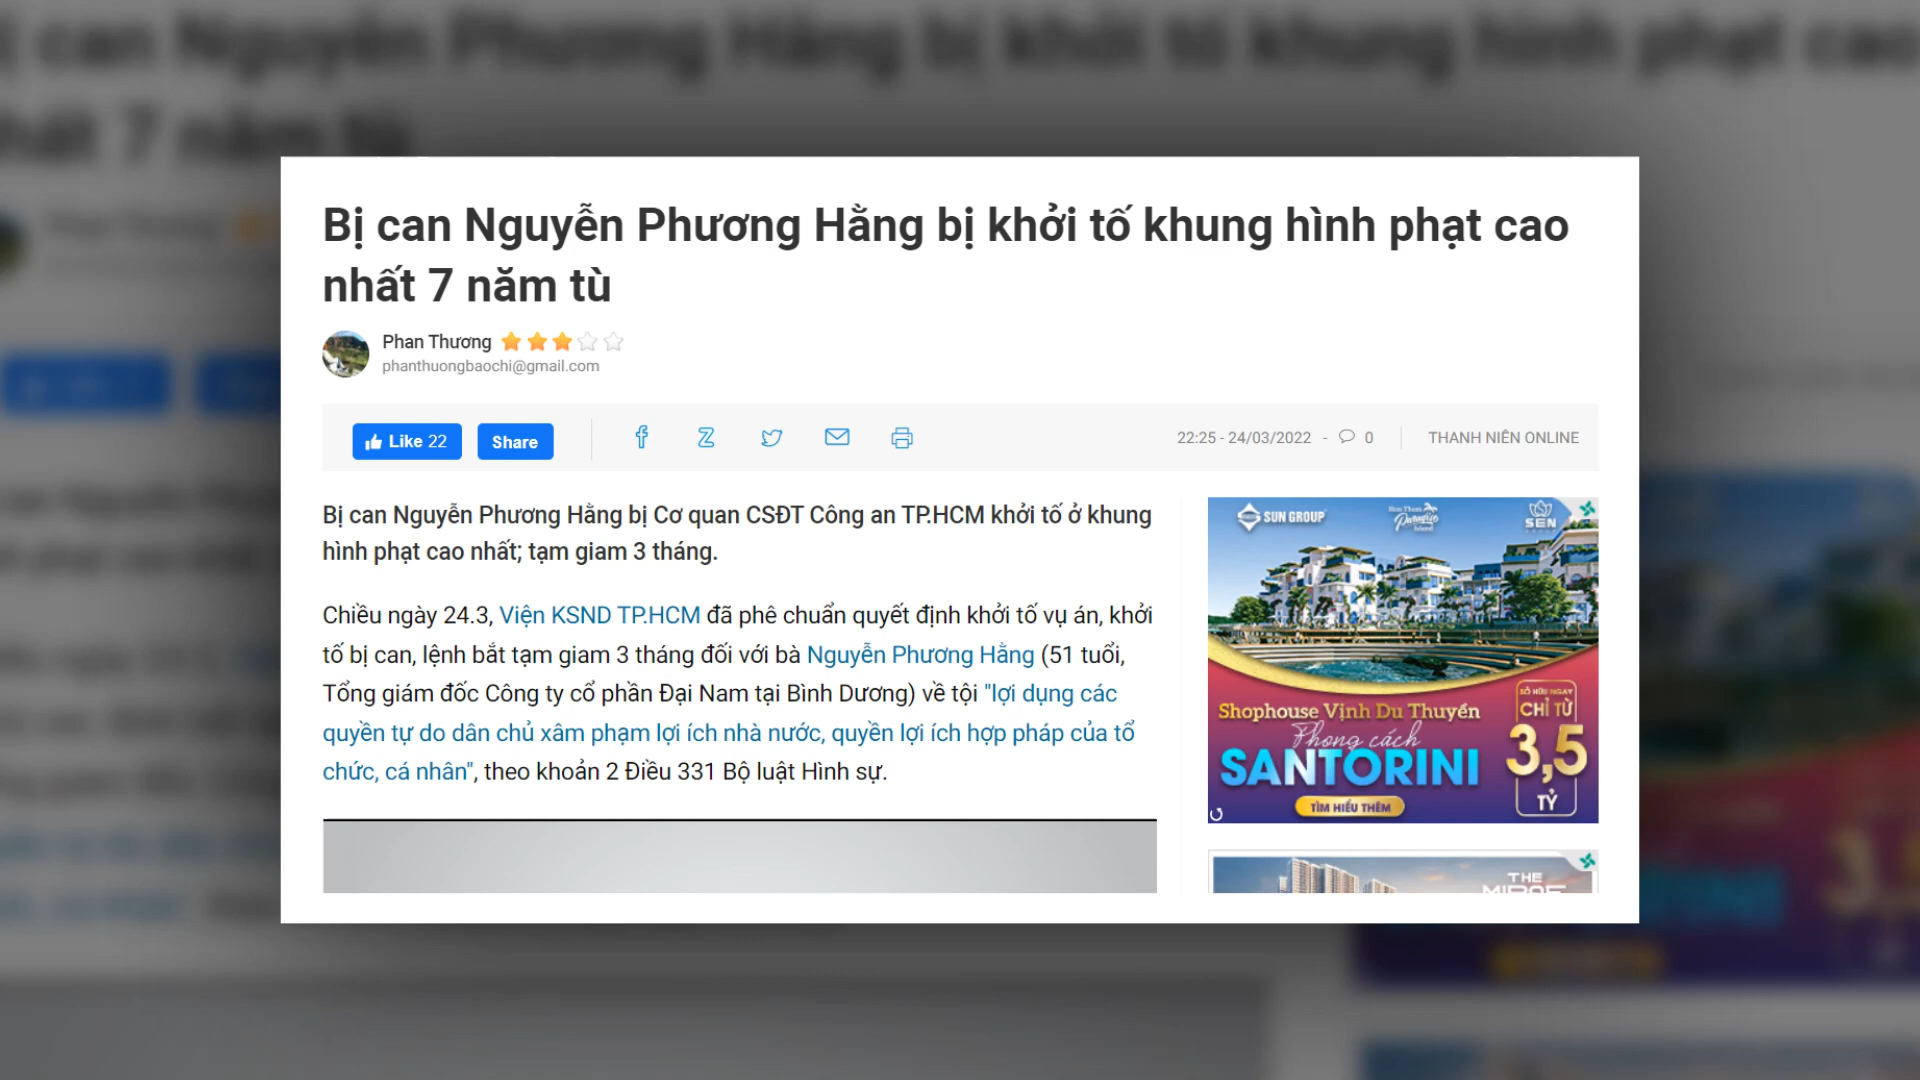 Bị can Nguyễn Phương Hằng bị khởi tố khung hình phạt cao
nhất 7 năm tù
Phan Thương
phanthuongbaochi@gmail.com
Like 22
Share
22:25 - 24/03/2022 - 0
THANH NIÊN ONLINE
Bị can Nguyễn Phương Hằng bị Cơ quan CSĐT Công an TP.HCM khởi tố ở khung
hình phạt cao nhất; tạm giam 3 tháng.
Chiều ngày 24.3, Viện KSND TP.HCM đã phê chuẩn quyết định khởi tố vụ án, khởi
tố bị can, lệnh bắt tạm giam 3 tháng đối với bà Nguyễn Phương Hằng (51 tuổi,
Tổng giám đốc Công ty cổ phần Đại Nam tại Bình Dương) về tội "lợi dụng các
quyền tự do dân chủ xâm phạm lợi ích nhà nước, quyền lợi ích hợp pháp của tổ
chức, cá nhân", theo khoản 2 Điều 331 Bộ luật Hình sự.
SUN GROUP
Paradise
Island
SEN
Shophouse Vịnh Du Thuyền
Phong cách
SANTORINI
TÌM HIỂU THÊM
SỞ HỮU NGAY
CHỈ TỪ
3,5
TỶ
THE